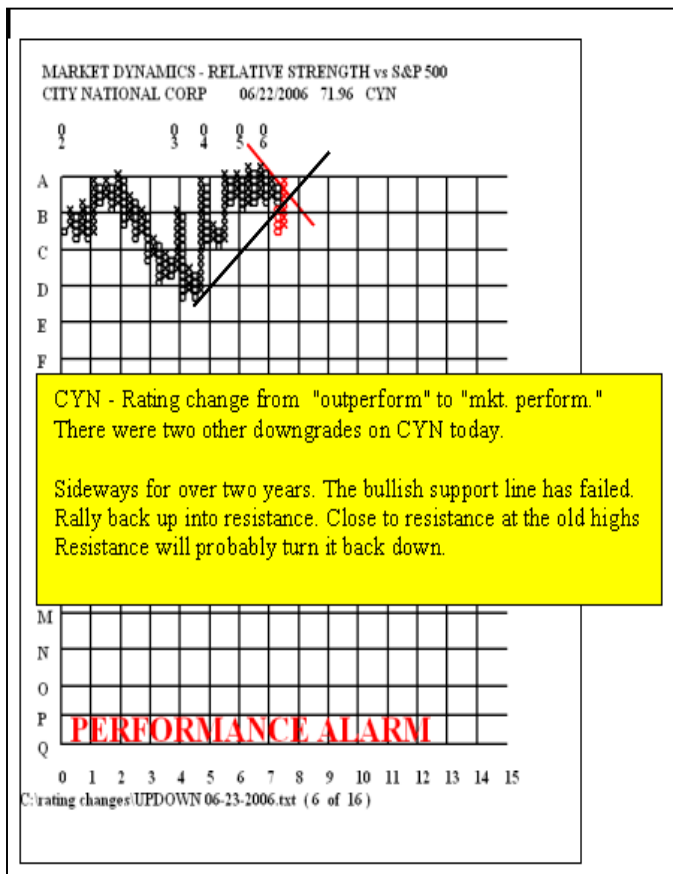 MARKET DYNAMICS - RELATIVE STRENGTH vs S&P 500
CITY NATIONAL CORP 06/22/2006 71.96 CYN
0 0 0 0 0
2 3 4 5 6
A
B
C
D
E
F
CYN - Rating change from "outperform" to "mkt. perform."
There were two other downgrades on CYN today.
Sideways for over two years. The bullish support line has failed.
Rally back up into resistance. Close to resistance at the old highs
Resistance will probably turn it back down.
M
N
O
P
PERFORMANCE ALARM
Q
0 1 2 3 4 5 6 7 8 9 10 11 12 13 14 15
C:\rating changes\UPDOWN 06-23-2006.txt ( 6 of 16 )